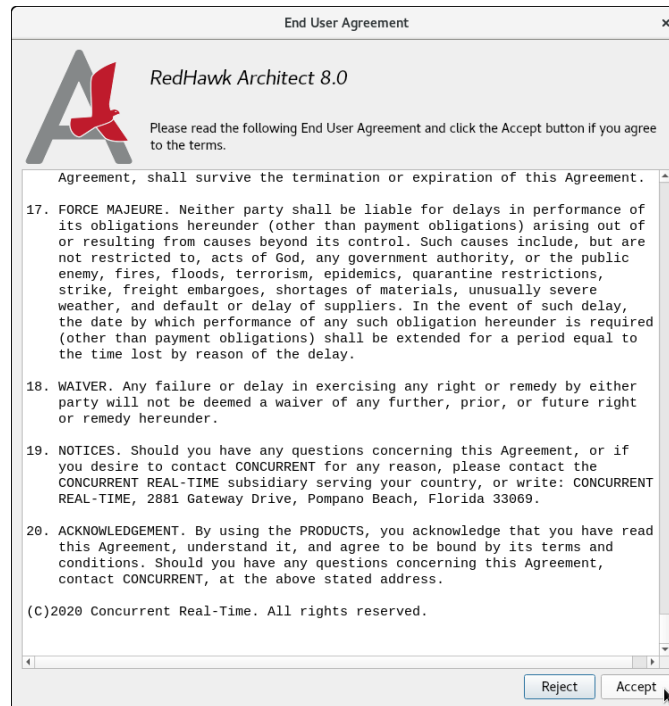 End User Agreement
RedHawk Architect 8.0
Please read the following End User Agreement and click the Accept button if you agree
to the terms.
Agreement, shall survive the termination or expiration of this Agreement.
17. FORCE MAJEURE. Neither party shall be liable for delays in performance of
its obligations hereunder (other than payment obligations) arising out of
or resulting from causes beyond its control. Such causes include, but are
not restricted to, acts of God, any government authority, or the public
enemy, fires, floods, terrorism, epidemics, quarantine restrictions,
strike, freight embargoes, shortages of materials, unusually severe
weather, and default or delay of suppliers. In the event of such delay,
the date by which performance of any such obligation hereunder is required
(other than payment obligations) shall be extended for a period equal to
the time lost by reason of the delay.
18. WAIVER. Any failure or delay in exercising any right or remedy by either
party will not be deemed a waiver of any further, prior, or future right
or remedy hereunder.
19. NOTICES. Should you have any questions concerning this Agreement, or if
you desire to contact CONCURRENT for any reason, please contact the
CONCURRENT REAL-TIME subsidiary serving your country, or write: CONCURRENT
REAL-TIME, 2881 Gateway Drive, Pompano Beach, Florida 33069.
20. ACKNOWLEDGEMENT. By using the PRODUCTS, you acknowledge that you have read
this Agreement, understand it, and agree to be bound by its terms and
conditions. Should you have any questions concerning this Agreement,
contact CONCURRENT, at the above stated address.
(C)2020 Concurrent Real-Time. All rights reserved.
Reject Accept